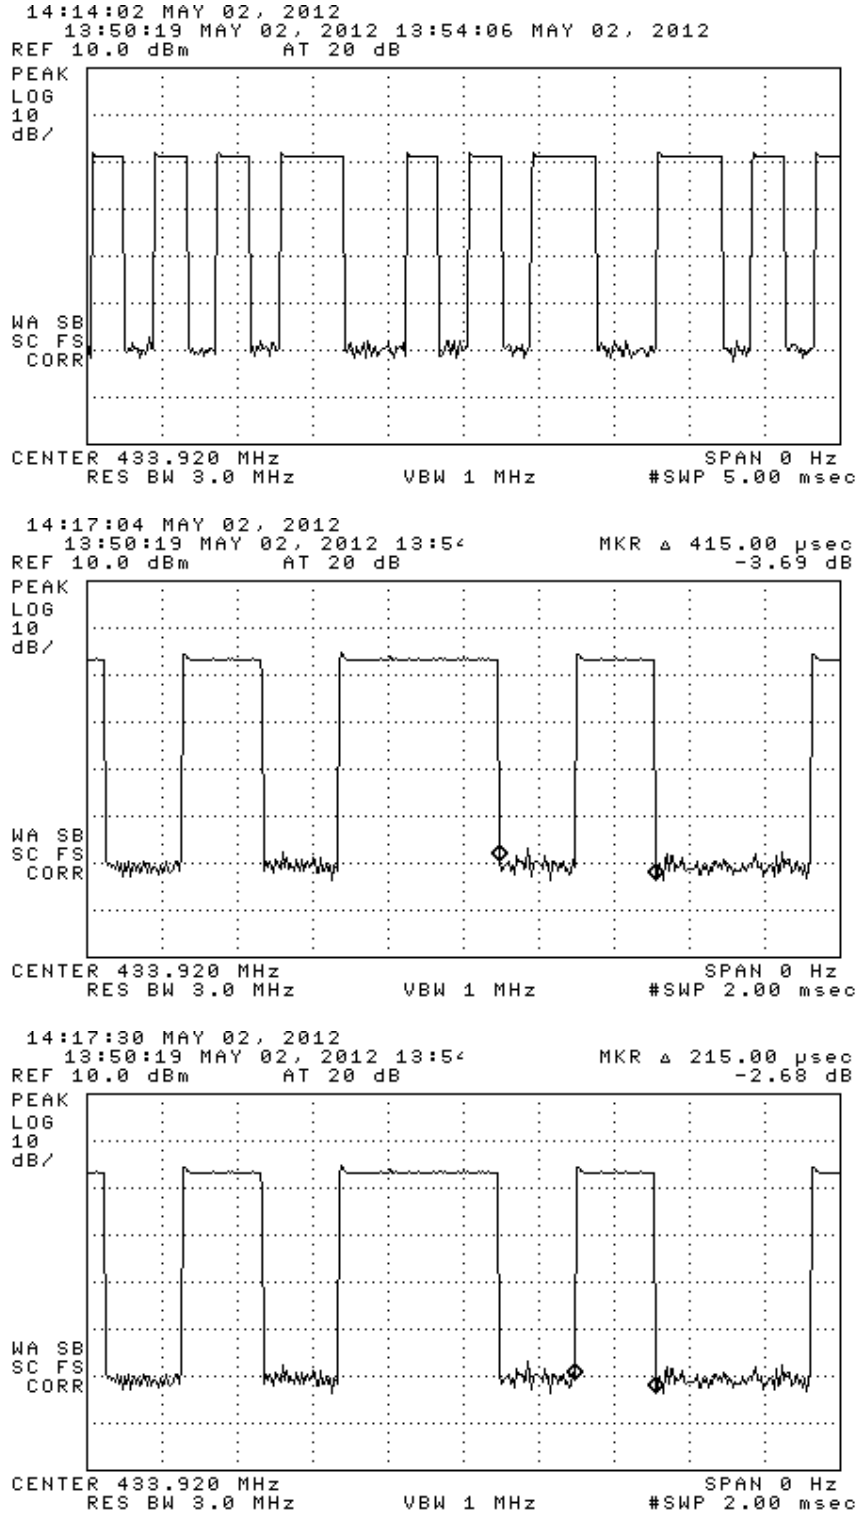 14:14:02 MAY 02, 2012
13:50:19 MAY 02, 2012 13:54:06 MAY 02, 2012
REF 10.0 dBm AT 20 dB
PEAK
LOG
10
dB/
WA SB
SC FS
CORR
CENTER 433.920 MHz SPAN 0 Hz
RES BW 3.0 MHz VBW 1 MHz #SWP 5.00 msec
14:17:04 MAY 02, 2012
13:50:19 MAY 02, 2012 13:54 MKR Δ 415.00 µsec
REF 10.0 dBm AT 20 dB -3.69 dB
PEAK
LOG
10
dB/
WA SB
SC FS
CORR
CENTER 433.920 MHz SPAN 0 Hz
RES BW 3.0 MHz VBW 1 MHz #SWP 2.00 msec
14:17:30 MAY 02, 2012
13:50:19 MAY 02, 2012 13:54 MKR Δ 215.00 µsec
REF 10.0 dBm AT 20 dB -2.68 dB
PEAK
LOG
10
dB/
WA SB
SC FS
CORR
CENTER 433.920 MHz SPAN 0 Hz
RES BW 3.0 MHz VBW 1 MHz #SWP 2.00 msec